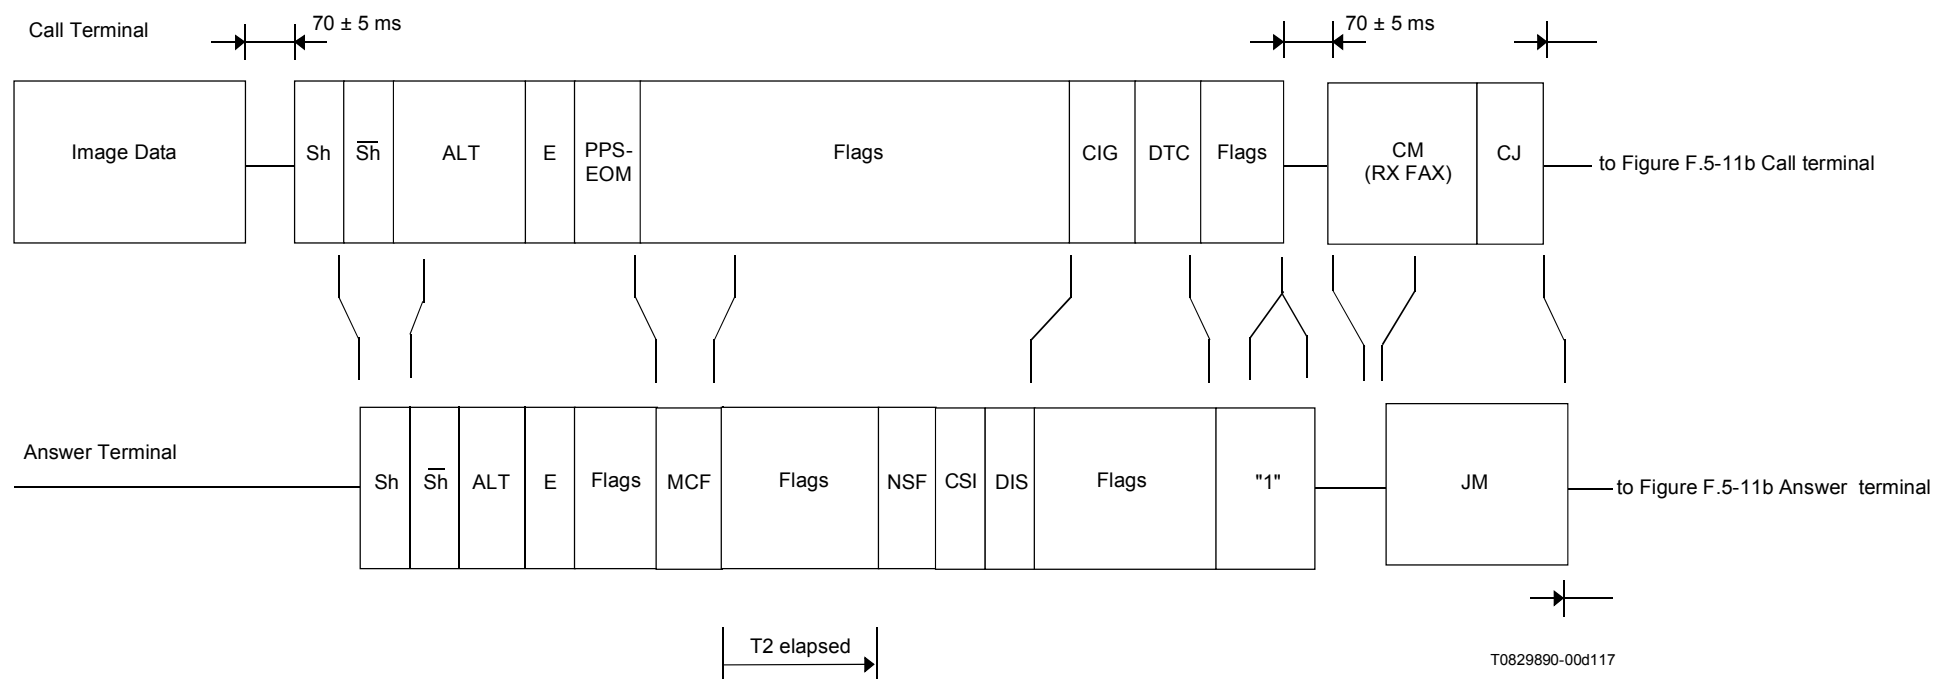 Call Terminal
70 ± 5 ms
70 ± 5 ms
Image Data
Sh
S̅h̅
ALT
E
PPS-
EOM
Flags
CIG
DTC
Flags
CM
(RX FAX)
CJ
to Figure F.5-11b Call terminal
Answer Terminal
Sh
S̅h̅
ALT
E
Flags
MCF
Flags
NSF
CSI
DIS
Flags
"1"
JM
to Figure F.5-11b Answer terminal
T2 elapsed
T0829890-00d117